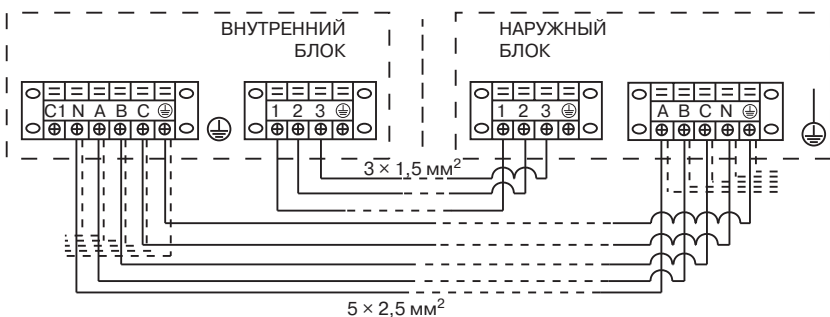 ВНУТРЕННИЙ
БЛОК
НАРУЖНЫЙ
БЛОК
C1 N A B C
1 2 3
1 2 3
A B C N
3 × 1,5 мм²
5 × 2,5 мм²